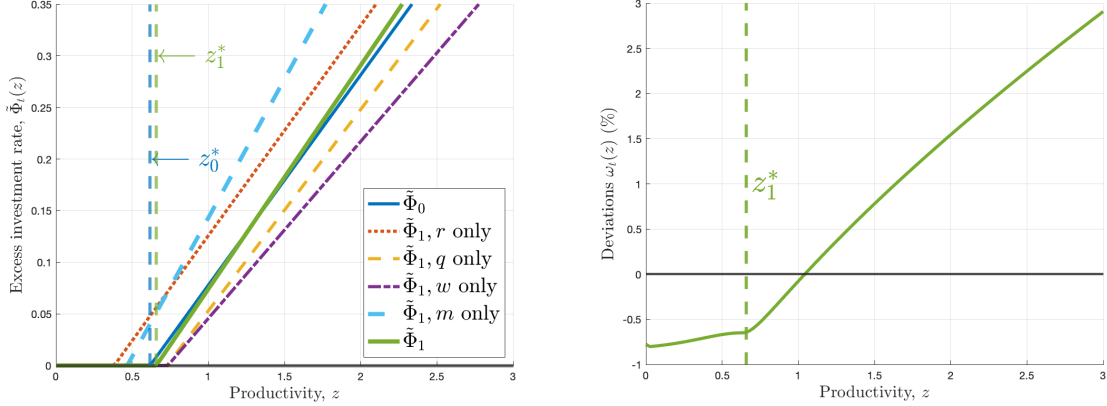 0.35
0.3
0.25
0.2
0.15
0.1
0.05
0
0 0.5 1 1.5 2 2.5 3
Excess investment rate, Φ̃ₜ(z)
Productivity, z
z₁*
z₀*
Φ̃₀
Φ̃₁, r only
Φ̃₁, q only
Φ̃₁, w only
Φ̃₁, m only
Φ̃₁
3
2.5
2
1.5
1
0.5
0
-0.5
-1
0 0.5 1 1.5 2 2.5 3
Deviations ωₜ(z) (%)
Productivity, z
z₁*